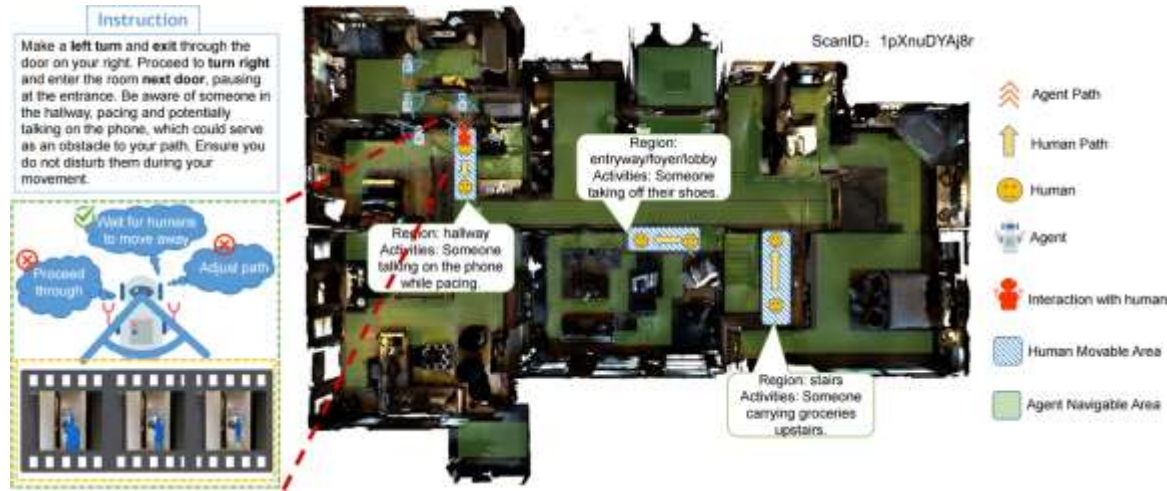 Instruction
Make a left turn and exit through the
door on your right. Proceed to turn right
and enter the room next door, pausing
at the entrance. Be aware of someone in
the hallway, pacing and potentially
talking on the phone, which could serve
as an obstacle to your path. Ensure you
do not disturb them during your
movement.
Wait for humans
to move away
Proceed
through
Adjust path
ScanID: 1pXnuDYAj8r
Region:
entryway/foyer/lobby
Activities: Someone
taking off their shoes.
Region: hallway
Activities: Someone
talking on the phone
while pacing.
Region: stairs
Activities: Someone
carrying groceries
upstairs.
Agent Path
Human Path
Human
Agent
Interaction with human
Human Movable Area
Agent Navigable Area